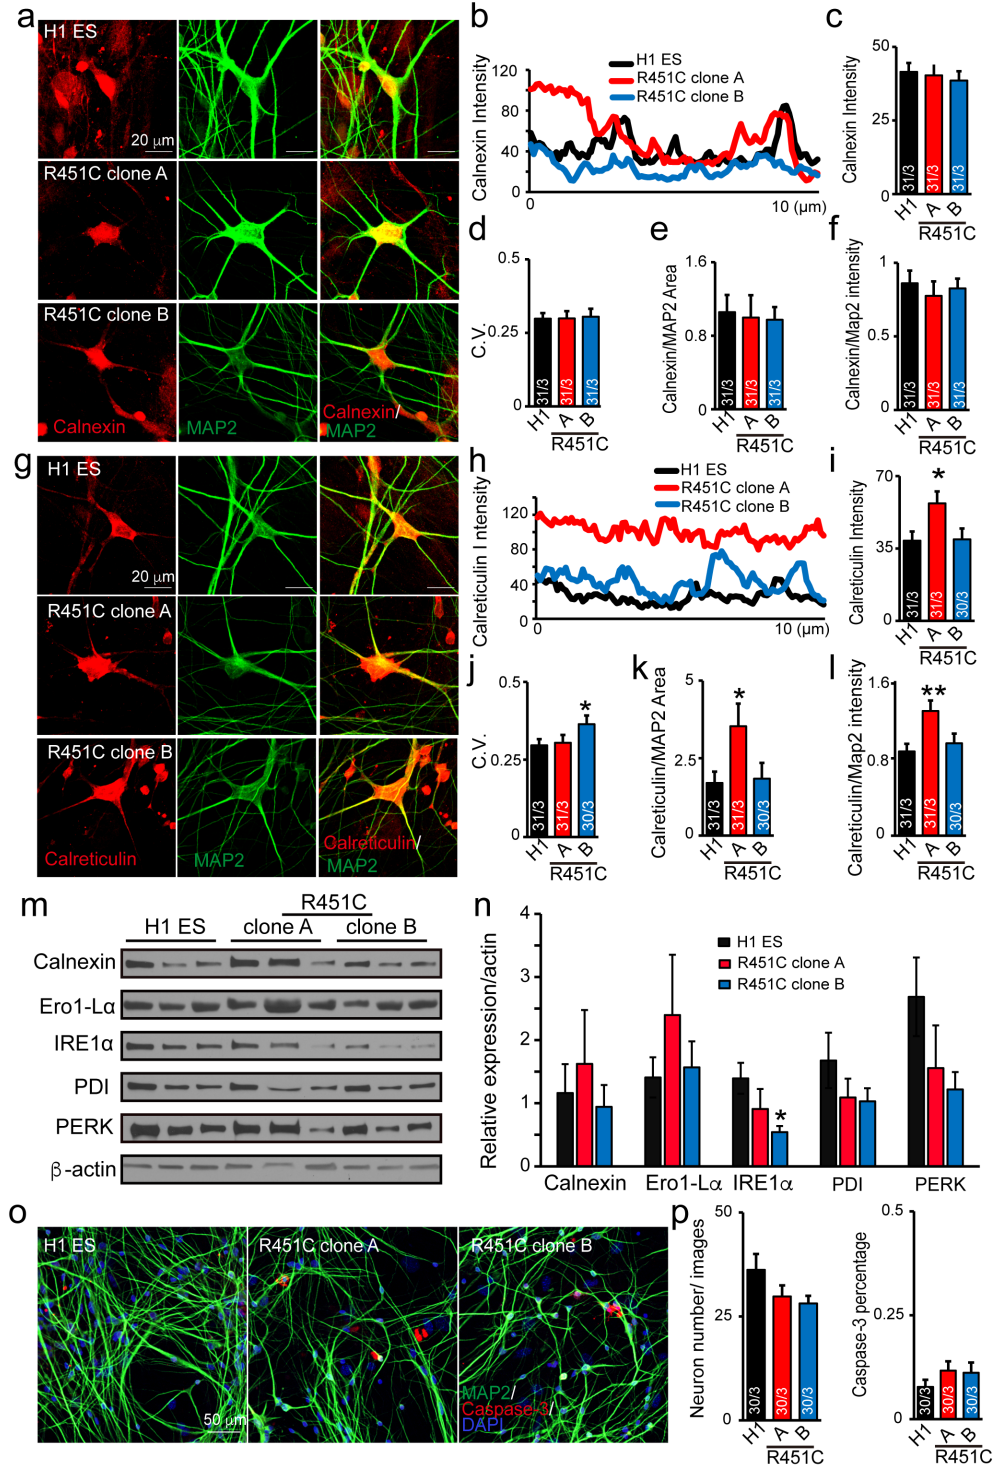 a
H1 ES
20 μm
R451C clone A
R451C clone B
Calnexin
MAP2
Calnexin/
MAP2
b
H1 ES
R451C clone A
R451C clone B
Calnexin Intensity
120
80
40
0
0
10 (μm)
c
Calnexin Intensity
50
25
0
31/3
31/3
31/3
H1
A
B
R451C
d
C.V.
0.5
0.25
0
31/3
31/3
31/3
H1
A
B
R451C
e
Calnexin/MAP2 Area
1.6
0.8
0
31/3
31/3
31/3
H1
A
B
R451C
f
Calnexin/Map2 intensity
1
0.5
0
31/3
31/3
31/3
H1
A
B
R451C
g
H1 ES
20 μm
R451C clone A
R451C clone B
Calreticulin
MAP2
Calreticulin/
MAP2
h
H1 ES
R451C clone A
R451C clone B
Calreticulin Intensity
120
80
40
0
0
10 (μm)
i
Calreticulin Intensity
70
35
0
*
31/3
31/3
30/3
H1
A
B
R451C
j
C.V.
0.5
0.25
0
*
31/3
31/3
30/3
H1
A
B
R451C
k
Calreticulin/MAP2 Area
5
2.5
0
*
31/3
31/3
30/3
H1
A
B
R451C
l
Calreticulin/Map2 intensity
1.6
0.8
0
**
31/3
31/3
30/3
H1
A
B
R451C
m
R451C
H1 ES
clone A
clone B
Calnexin
Ero1-Lα
IRE1α
PDI
PERK
β-actin
n
H1 ES
R451C clone A
R451C clone B
Relative expression/actin
4
3
2
1
0
*
Calnexin
Ero1-Lα
IRE1α
PDI
PERK
o
H1 ES
50 μm
R451C clone A
R451C clone B
MAP2/
Caspase-3/
DAPI
p
Neuron number/ images
50
25
0
30/3
30/3
30/3
H1
A
B
R451C
Caspase-3 percentage
0.5
0.25
0
30/3
30/3
30/3
H1
A
B
R451C